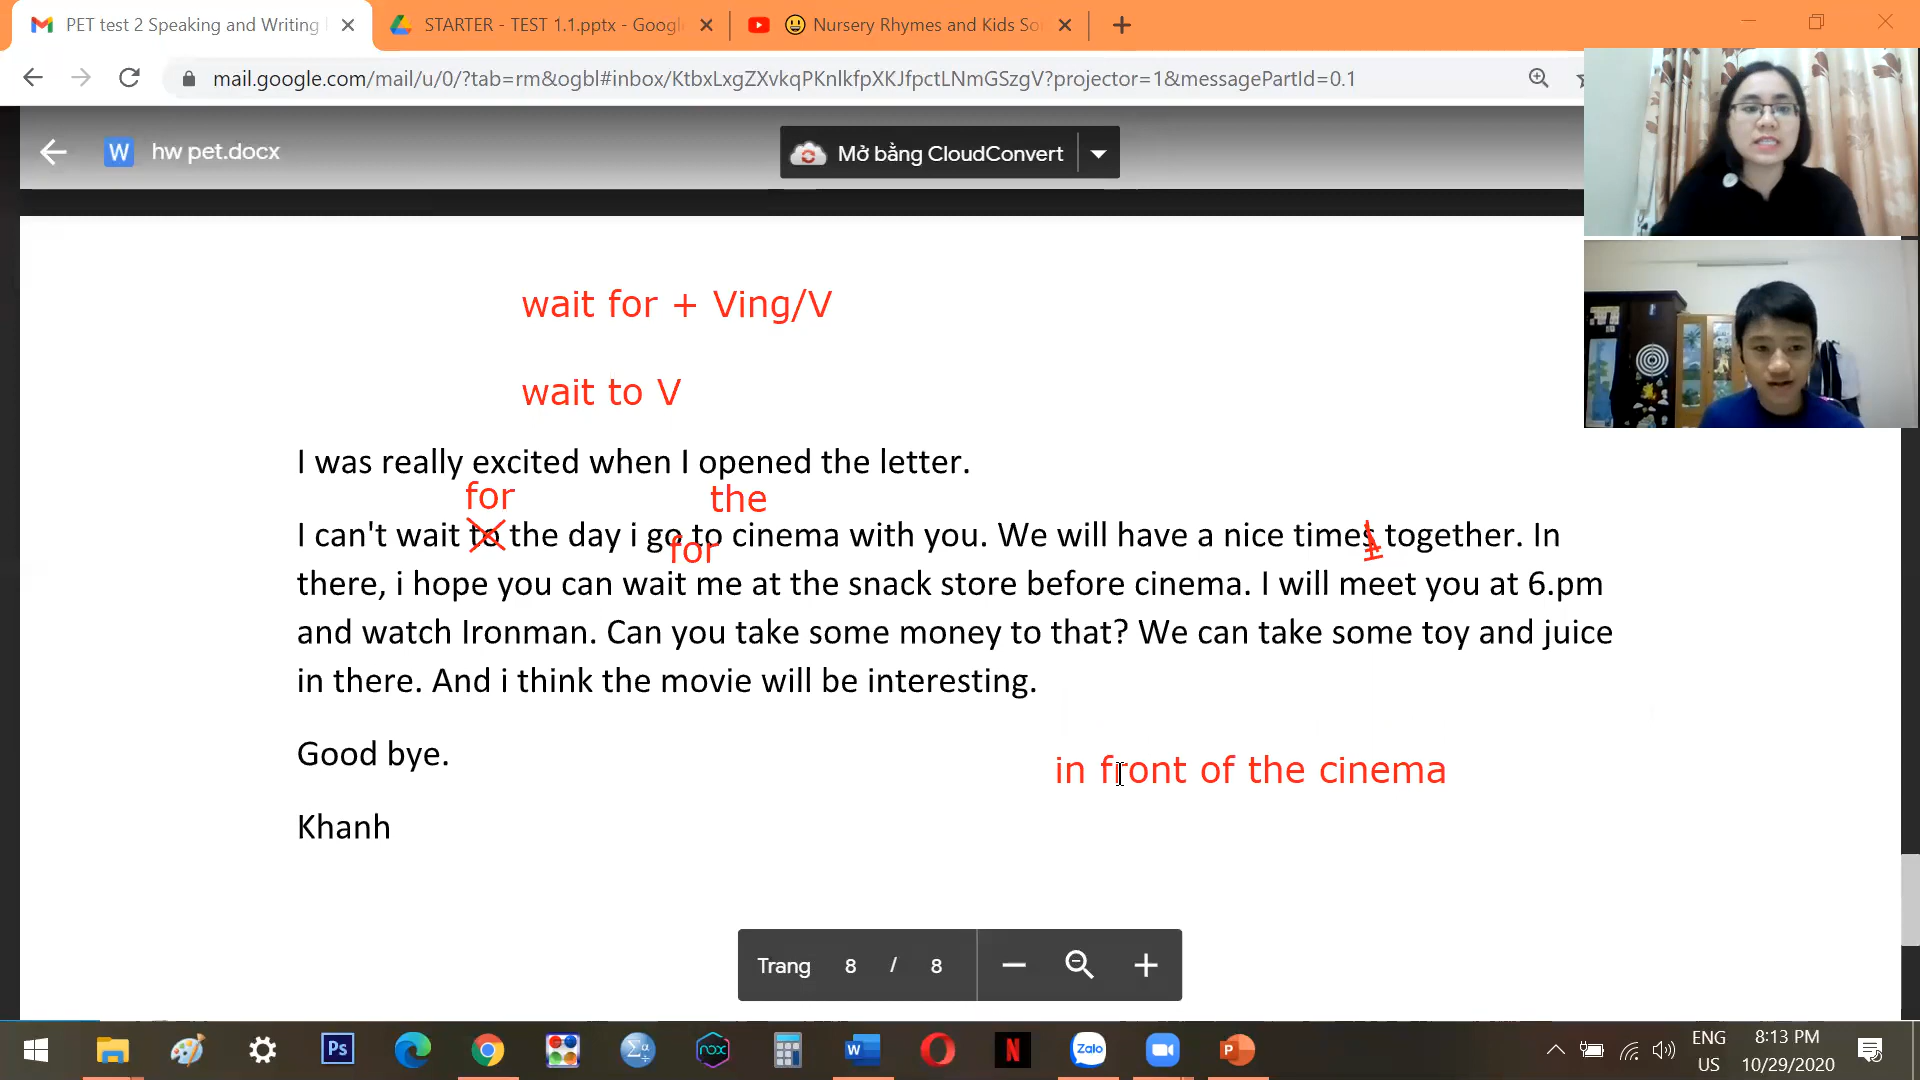 PET test 2 Speaking and Writing
STARTER - TEST 1.1.pptx - Google
Nursery Rhymes and Kids So
mail.google.com/mail/u/0/?tab=rm&ogbl#inbox/KtbxLxgZXvkqPKnlkfpXKJfpctLNmGSzgV?projector=1&messagePartId=0.1
W hw pet.docx
Mở bằng CloudConvert
wait for + Ving/V
wait to V
I was really excited when I opened the letter.
for the
I can't wait to the day i go to cinema with you. We will have a nice times together. In
for
there, i hope you can wait me at the snack store before cinema. I will meet you at 6.pm
and watch Ironman. Can you take some money to that? We can take some toy and juice
in there. And i think the movie will be interesting.
Good bye.
in front of the cinema
Khanh
Trang 8 / 8
Ps
nox
W
N
Zalo
P
ENG
US
8:13 PM
10/29/2020